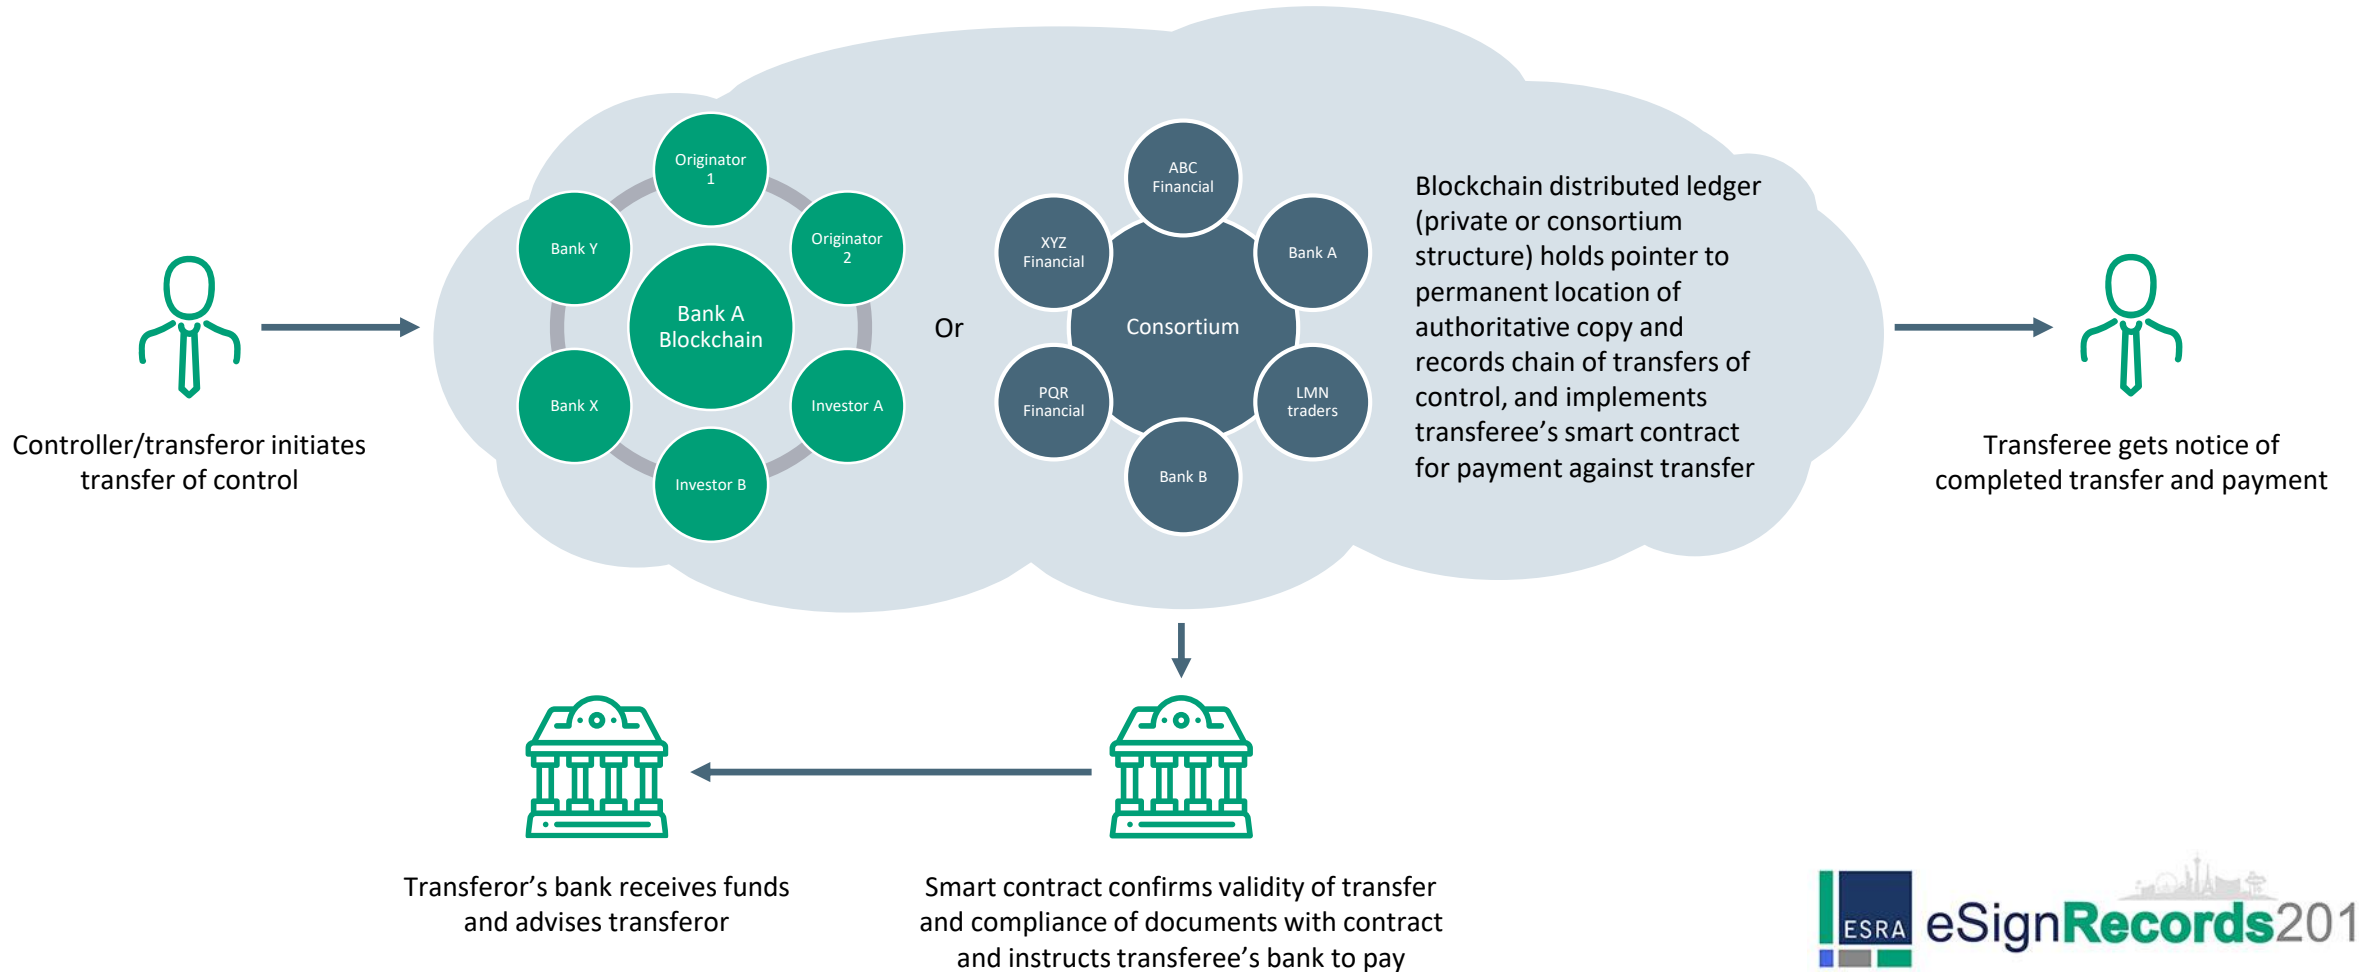 Originator
1
Originator
2
Investor A
Investor B
Bank X
Bank Y
Bank A
Blockchain
Or
ABC
Financial
Bank A
LMN
traders
Bank B
PQR
Financial
XYZ
Financial
Consortium
Blockchain distributed ledger
(private or consortium
structure) holds pointer to
permanent location of
authoritative copy and
records chain of transfers of
control, and implements
transferee’s smart contract
for payment against transfer
Controller/transferor initiates
transfer of control
Transferee gets notice of
completed transfer and payment
Transferor’s bank receives funds
and advises transferor
Smart contract confirms validity of transfer
and compliance of documents with contract
and instructs transferee’s bank to pay
ESRA
eSignRecords201